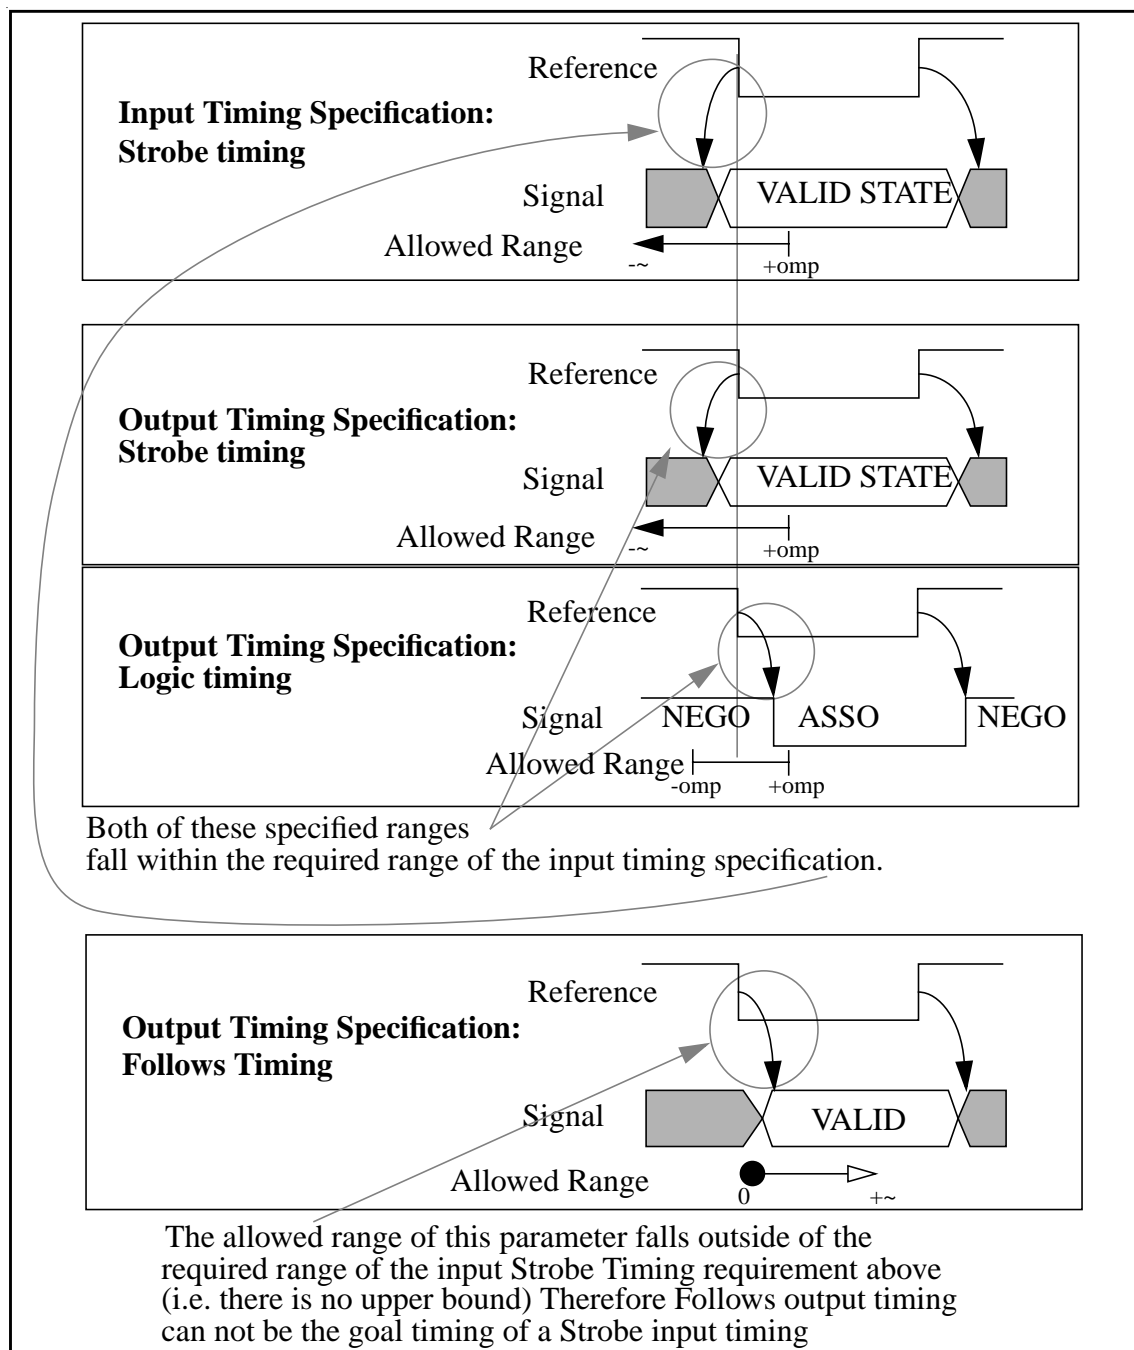 Reference
Input Timing Specification:
Strobe timing
Signal
VALID STATE
Allowed Range
-~
+omp
Reference
Output Timing Specification:
Strobe timing
Signal
VALID STATE
Allowed Range
-~
+omp
Reference
Output Timing Specification:
Logic timing
Signal
NEGO
ASSO
NEGO
Allowed Range
-omp
+omp
Both of these specified ranges
fall within the required range of the input timing specification.
Reference
Output Timing Specification:
Follows Timing
Signal
VALID
Allowed Range
0
+~
The allowed range of this parameter falls outside of the
required range of the input Strobe Timing requirement above
(i.e. there is no upper bound) Therefore Follows output timing
can not be the goal timing of a Strobe input timing